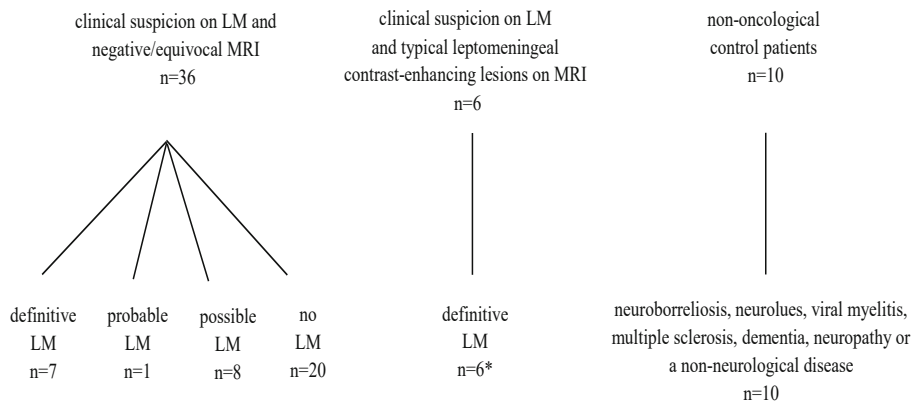 clinical suspicion on LM and
negative/equivocal MRI
n=36
clinical suspicion on LM
and typical leptomeningeal
contrast-enhancing lesions on MRI
n=6
non-oncological
control patients
n=10
definitive
LM
n=7
probable
LM
n=1
possible
LM
n=8
no
LM
n=20
definitive
LM
n=6*
neuroborreliosis, neurolues, viral myelitis,
multiple sclerosis, dementia, neuropathy or
a non-neurological disease
n=10